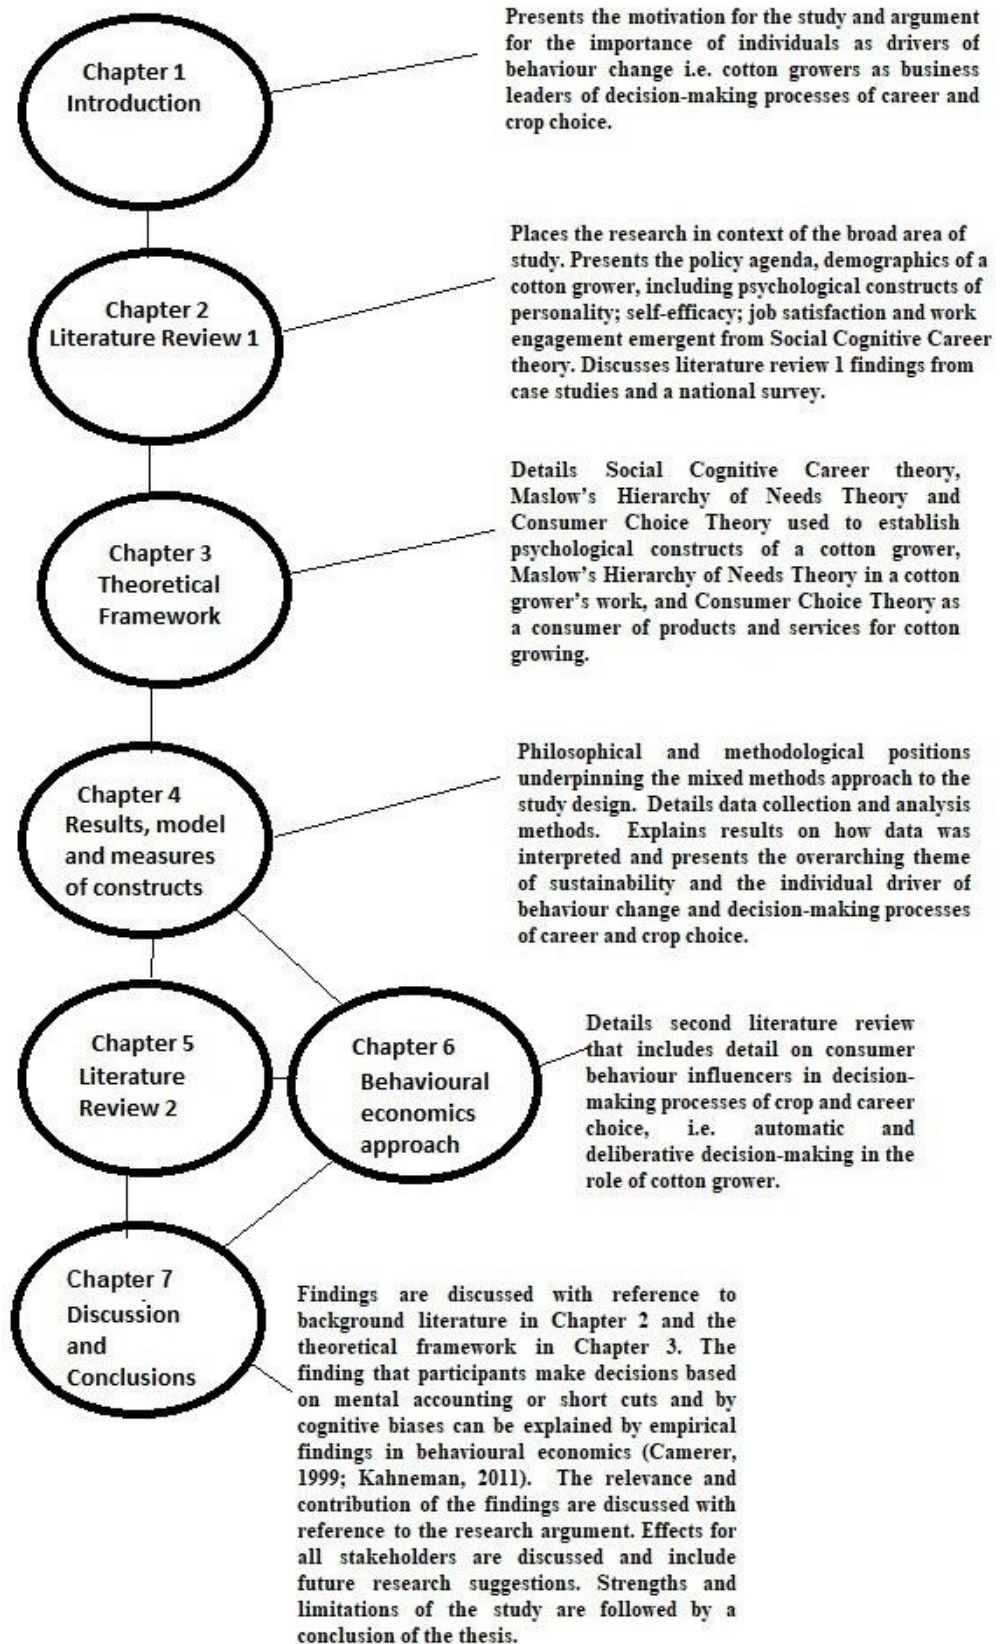 Chapter 1
Introduction
Presents the motivation for the study and argument
for the importance of individuals as drivers of
behaviour change i.e. cotton growers as business
leaders of decision-making processes of career and
crop choice.
Chapter 2
Literature Review 1
Places the research in context of the broad area of
study. Presents the policy agenda, demographics of a
cotton grower, including psychological constructs of
personality; self-efficacy; job satisfaction and work
engagement emergent from Social Cognitive Career
theory. Discusses literature review 1 findings from
case studies and a national survey.
Chapter 3
Theoretical
Framework
Details Social Cognitive Career theory,
Maslow's Hierarchy of Needs Theory and
Consumer Choice Theory used to establish
psychological constructs of a cotton grower,
Maslow's Hierarchy of Needs Theory in a cotton
grower's work, and Consumer Choice Theory as
a consumer of products and services for cotton
growing.
Chapter 4
Results, model
and measures
of constructs
Philosophical and methodological positions
underpinning the mixed methods approach to the
study design. Details data collection and analysis
methods. Explains results on how data was
interpreted and presents the overarching theme
of sustainability and the individual driver of
behaviour change and decision-making processes
of career and crop choice.
Chapter 5
Literature
Review 2
Chapter 6
Behavioural
economics
approach
Details second literature review
that includes detail on consumer
behaviour influencers in decision-
making processes of crop and career
choice, i.e. automatic and
deliberative decision-making in the
role of cotton grower.
Chapter 7
Discussion
and
Conclusions
Findings are discussed with reference to
background literature in Chapter 2 and the
theoretical framework in Chapter 3. The
finding that participants make decisions based
on mental accounting or short cuts and by
cognitive biases can be explained by empirical
findings in behavioural economics (Camerer,
1999; Kahneman, 2011). The relevance and
contribution of the findings are discussed with
reference to the research argument. Effects for
all stakeholders are discussed and include
future research suggestions. Strengths and
limitations of the study are followed by a
conclusion of the thesis.